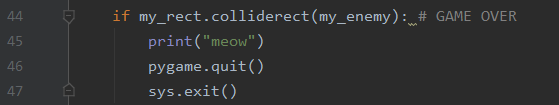 44 if my_rect.colliderect(my_enemy): # GAME OVER
45 print("meow")
46 pygame.quit()
47 sys.exit()